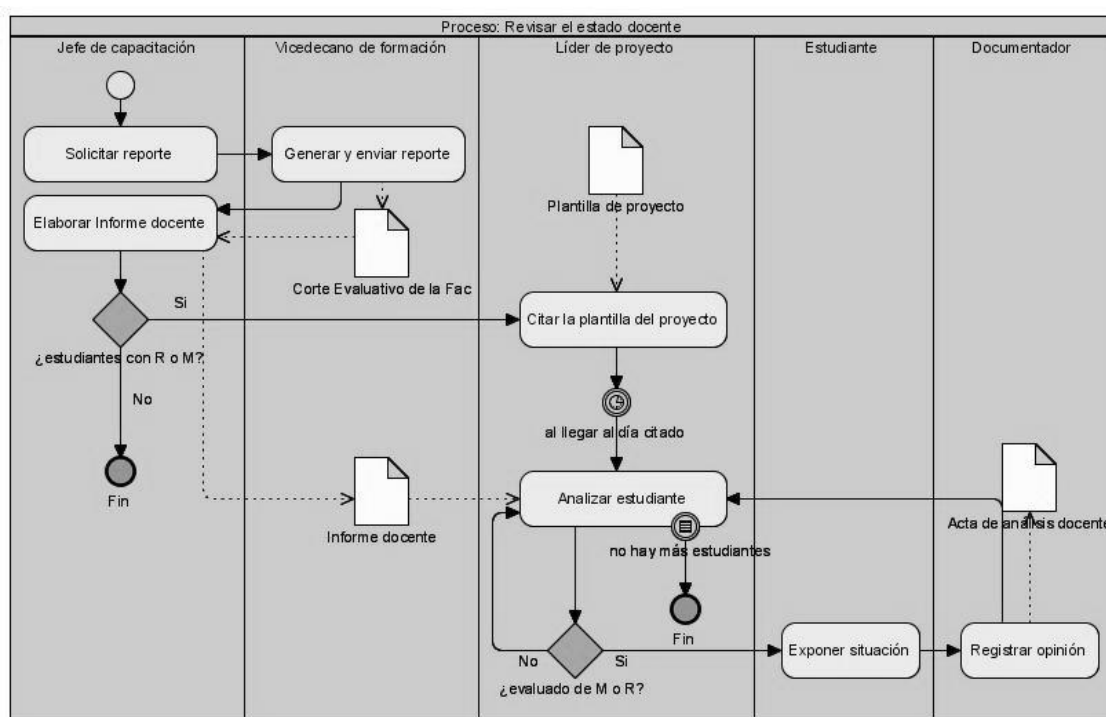 Proceso: Revisar el estado docente
Jefe de capacitación
Vicedecano de formación
Líder de proyecto
Estudiante
Documentador
Solicitar reporte
Generar y enviar reporte
Plantilla de proyecto
Elaborar Informe docente
Corte Evaluativo de la Fac
Si
Citar la plantilla del proyecto
¿estudiantes con R o M?
No
al llegar al día citado
Fin
Analizar estudiante
Informe docente
no hay más estudiantes
Acta de análisis docente
Fin
No
Si
Exponer situación
Registrar opinión
¿evaluado de M o R?